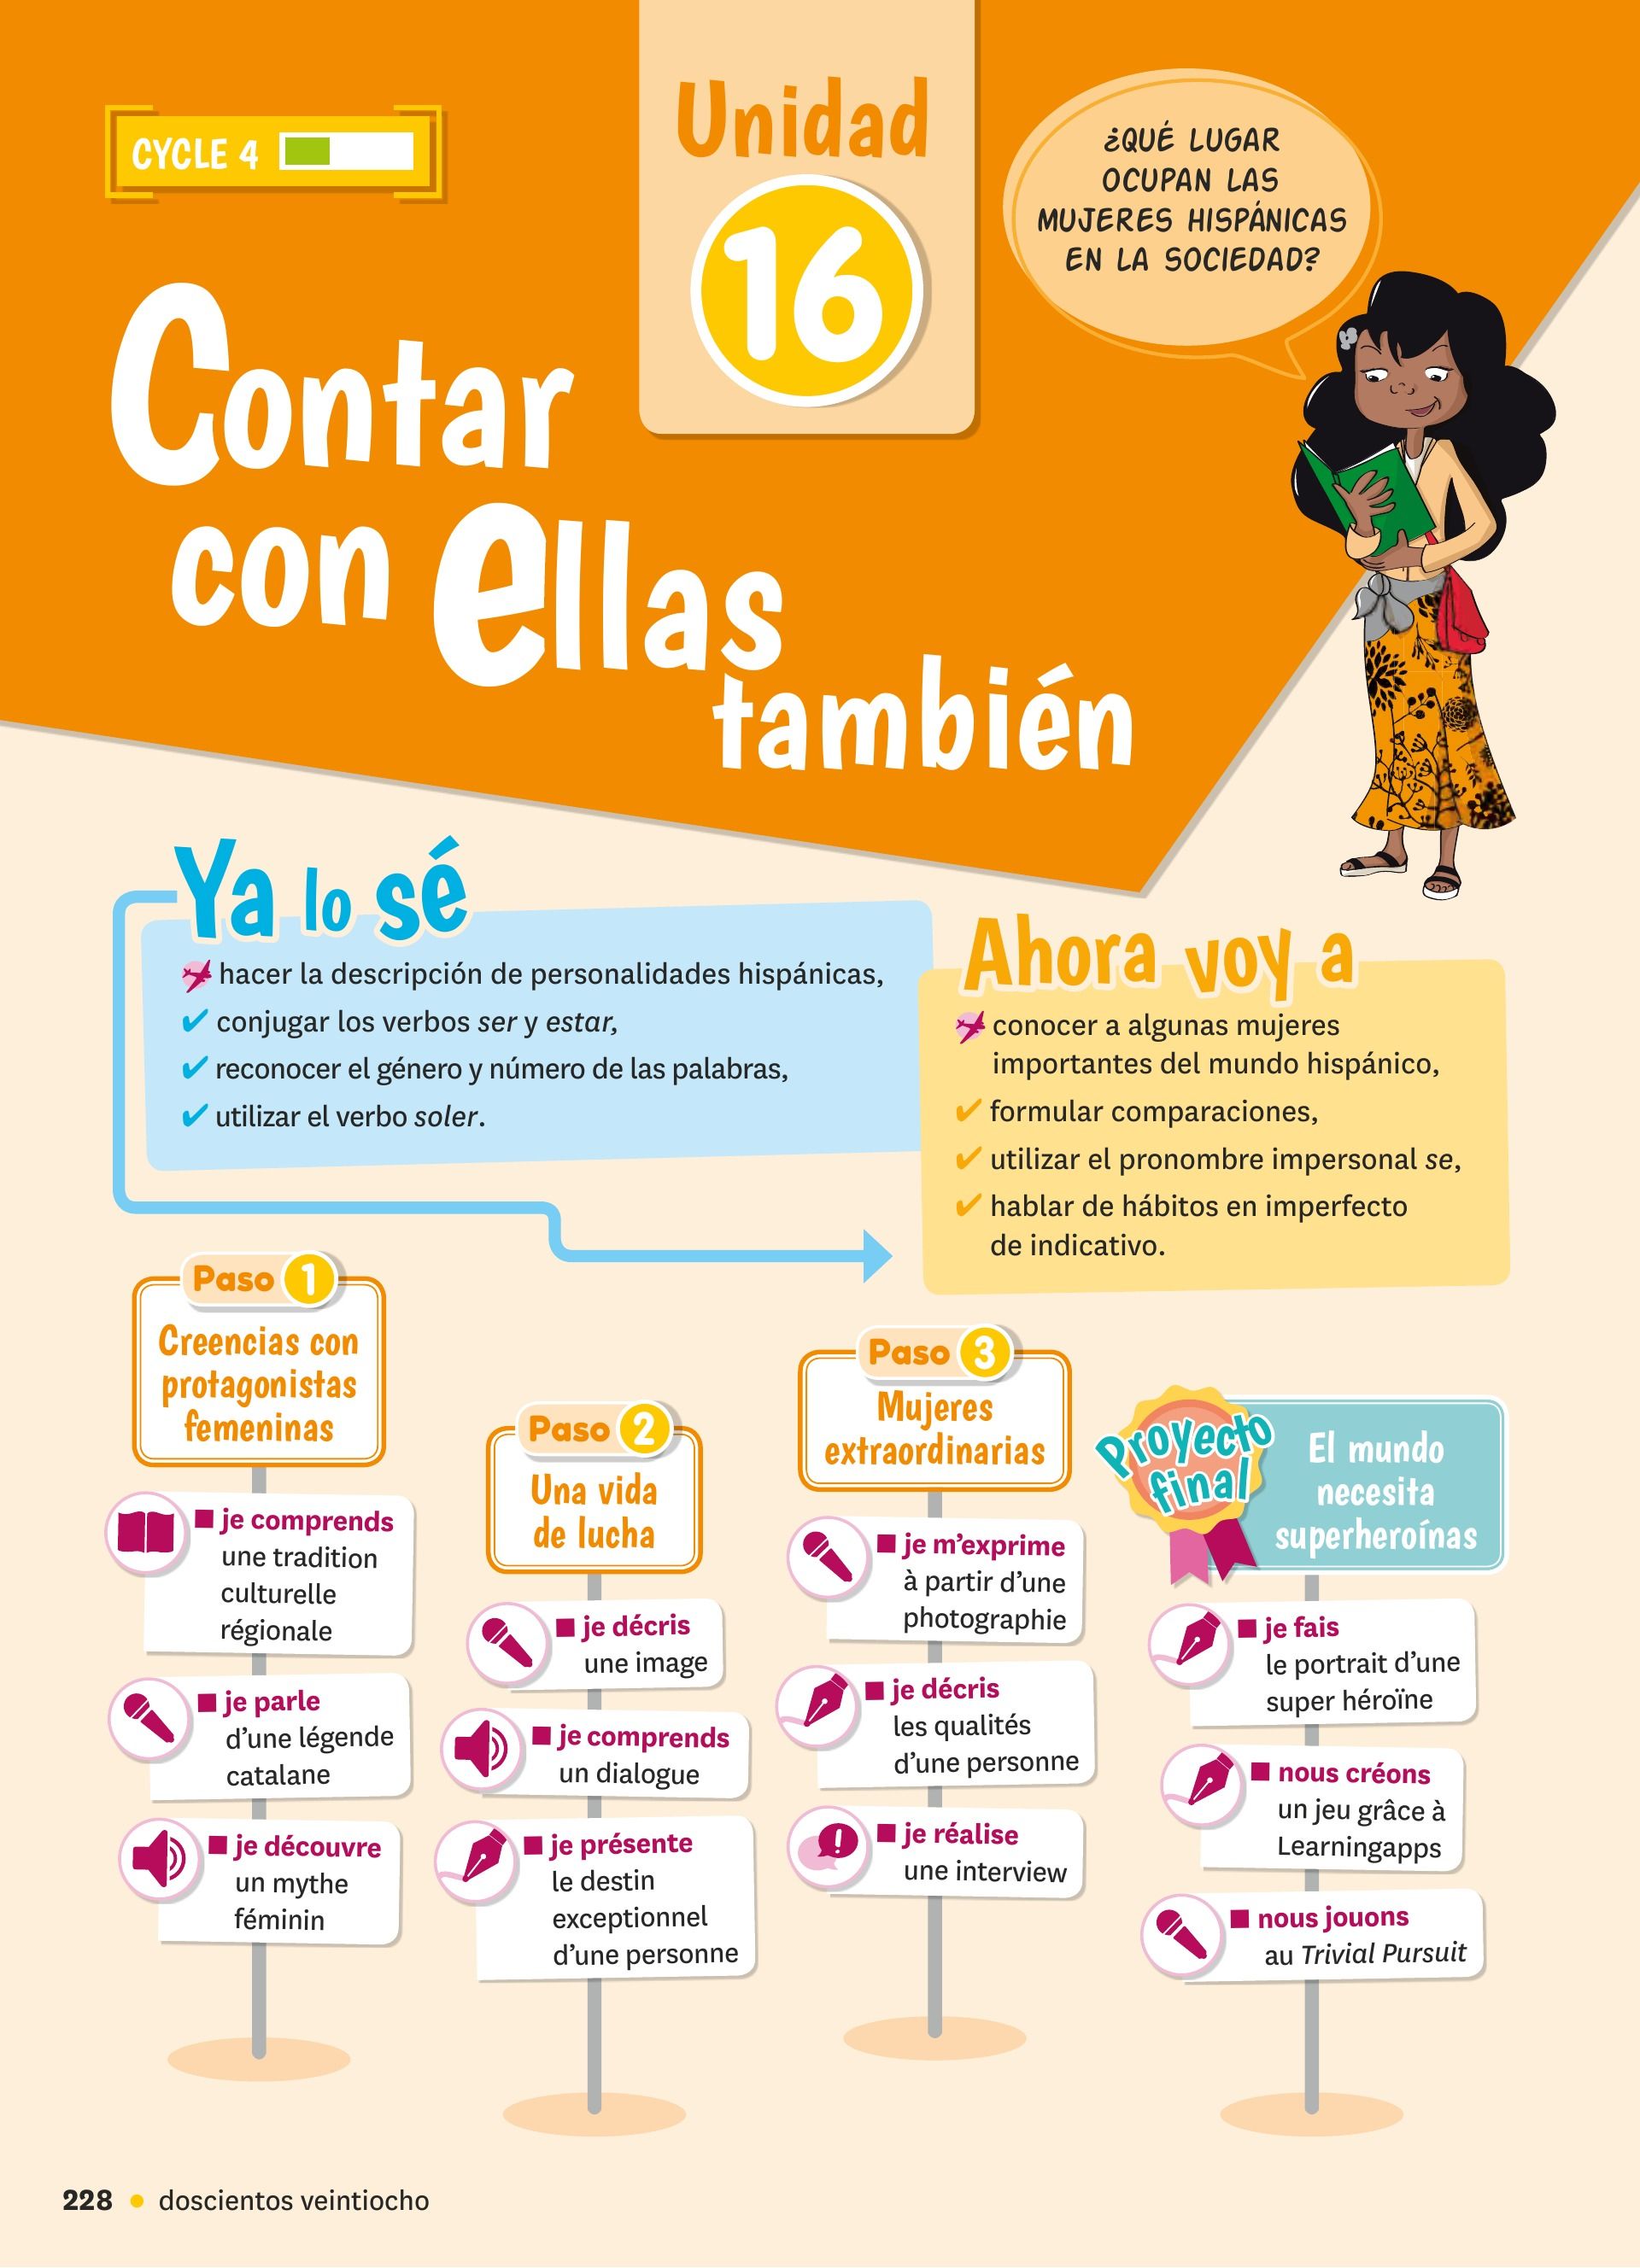 CYCLE 4
Unidad
16
¿QUÉ LUGAR
OCUPAN LAS
MUJERES HISPÁNICAS
EN LA SOCIEDAD?
Contar
con ellas
también
Ya lo sé
hacer la descripción de personalidades hispánicas,
✔ conjugar los verbos ser y estar,
✔ reconocer el género y número de las palabras,
✔ utilizar el verbo soler.
Ahora voy a
conocer a algunas mujeres
importantes del mundo hispánico,
✔ formular comparaciones,
✔ utilizar el pronombre impersonal se,
✔ hablar de hábitos en imperfecto
de indicativo.
Paso 1
Creencias con
protagonistas
femeninas
■ je comprends
une tradition
culturelle
régionale
■ je parle
d'une légende
catalane
■ je découvre
un mythe
féminin
Paso 2
Una vida
de lucha
■ je décris
une image
■ je comprends
un dialogue
■ je présente
le destin
exceptionnel
d'une personne
Paso 3
Mujeres
extraordinarias
■ je m'exprime
à partir d'une
photographie
■ je décris
les qualités
d'une personne
■ je réalise
une interview
Proyecto
final
El mundo
necesita
superheroínas
■ je fais
le portrait d'une
super héroïne
■ nous créons
un jeu grâce à
Learningapps
■ nous jouons
au Trivial Pursuit
228 • doscientos veintiocho